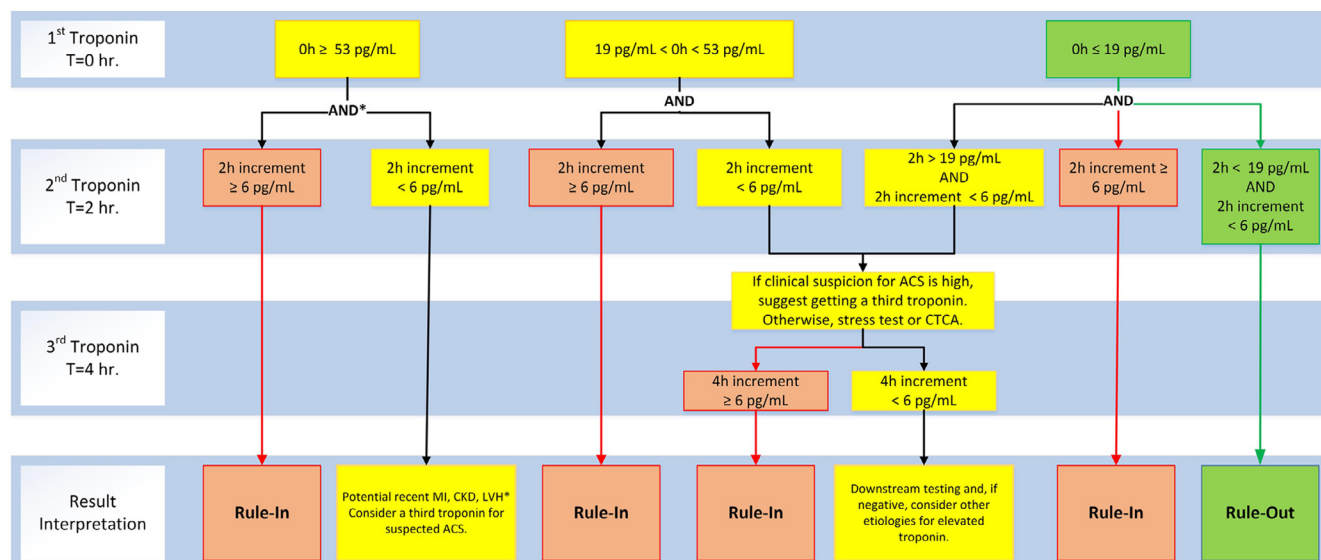 1st Troponin
T=0 hr.
0h ≥ 53 pg/mL
19 pg/mL < 0h < 53 pg/mL
0h ≤ 19 pg/mL
AND*
AND
AND
2nd Troponin
T=2 hr.
2h increment
≥ 6 pg/mL
2h increment
< 6 pg/mL
2h increment
≥ 6 pg/mL
2h increment
< 6 pg/mL
2h > 19 pg/mL
AND
2h increment < 6 pg/mL
2h increment ≥
6 pg/mL
2h < 19 pg/mL
AND
2h increment
< 6 pg/mL
If clinical suspicion for ACS is high,
suggest getting a third troponin.
Otherwise, stress test or CTCA.
3rd Troponin
T=4 hr.
4h increment
≥ 6 pg/mL
4h increment
< 6 pg/mL
Result
Interpretation
Rule-In
Potential recent MI, CKD, LVH*
Consider a third troponin for
suspected ACS.
Rule-In
Rule-In
Downstream testing and, if
negative, consider other
etiologies for elevated
troponin.
Rule-In
Rule-Out